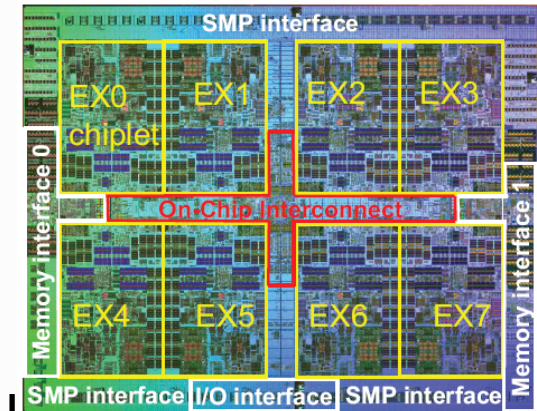 SMP interface
EX0
chiplet
EX1
EX2
EX3
Memory interface 0
On-Chip Interconnect
Memory interface 1
EX4
EX5
EX6
EX7
SMP interface
I/O interface
SMP interface